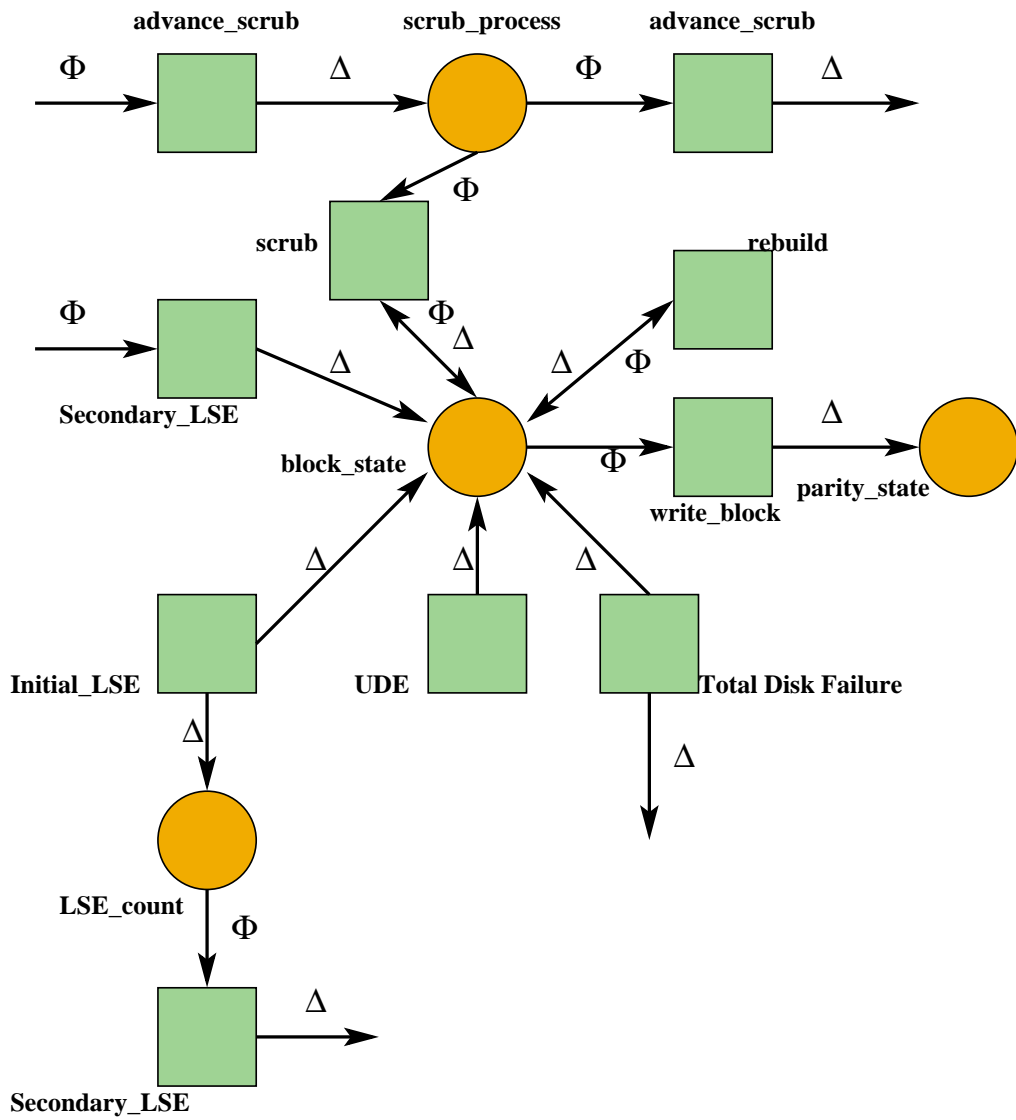 advance_scrub
scrub_process
advance_scrub
Φ
Δ
Φ
Δ
Φ
scrub
rebuild
Φ
Φ
Δ
Δ
Δ
Φ
Secondary_LSE
block_state
Φ
Δ
parity_state
write_block
Δ
Δ
Δ
Initial_LSE
UDE
Total Disk Failure
Δ
Δ
LSE_count
Φ
Δ
Secondary_LSE